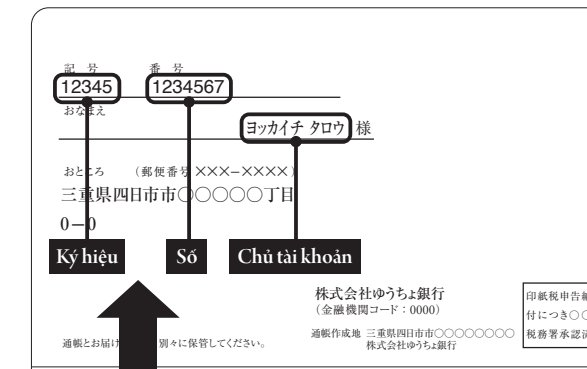 記 号 番 号
12345 1234567
おなまえ
ヨッカイチ タロウ 様
おところ （郵便番号×××−××××）
三重県四日市市○○○○○丁目
0−0
Ký hiệu Số Chủ tài khoản
株式会社ゆうちょ銀行
（金融機関コード：0000）
通帳作成地 三重県四日市市○○○○○○○○
株式会社ゆうちょ銀行
印紙税申告納
付につき○○
税務署承認済
通帳とお届け 別々に保管してください。